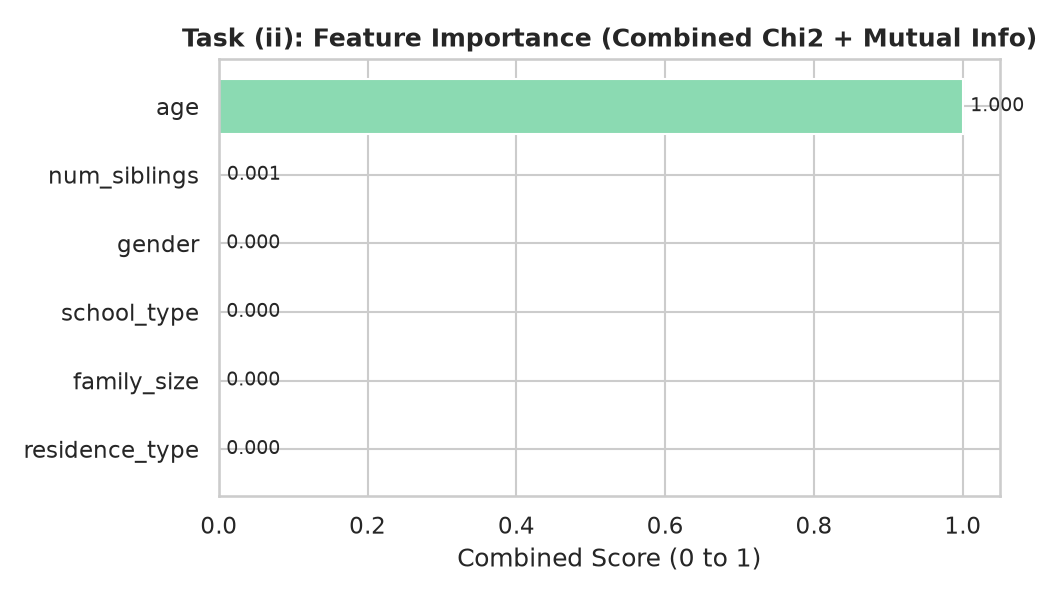 Task (ii): Feature Importance (Combined Chi2 + Mutual Info)
age 1.000
num_siblings 0.001
gender 0.000
school_type 0.000
family_size 0.000
residence_type 0.000
0.0 0.2 0.4 0.6 0.8 1.0
Combined Score (0 to 1)